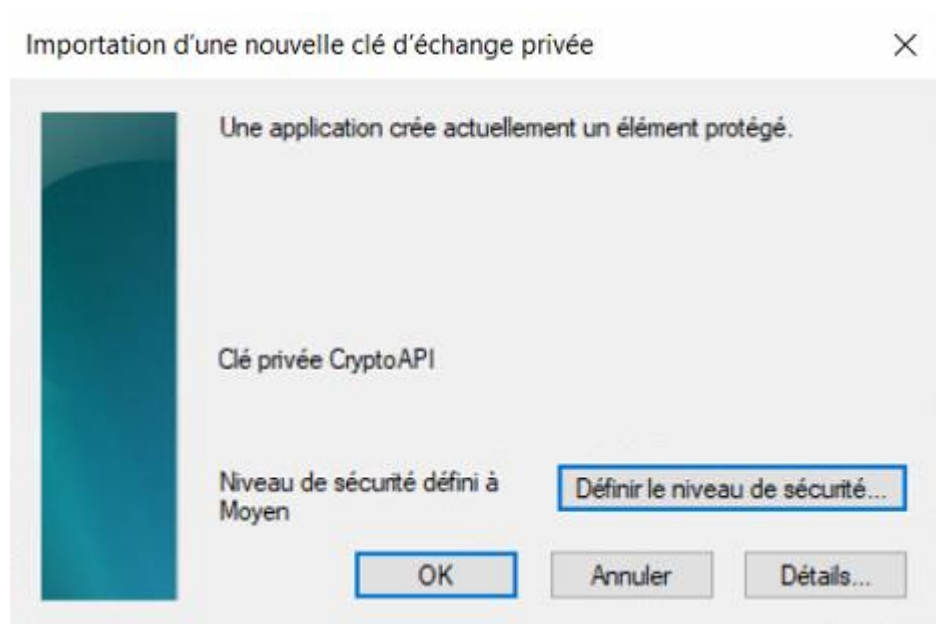 Importation d'une nouvelle clé d'échange privée
Une application crée actuellement un élément protégé.
Clé privée CryptoAPI
Niveau de sécurité défini à
Moyen
Définir le niveau de sécurité...
OK
Annuler
Détails...